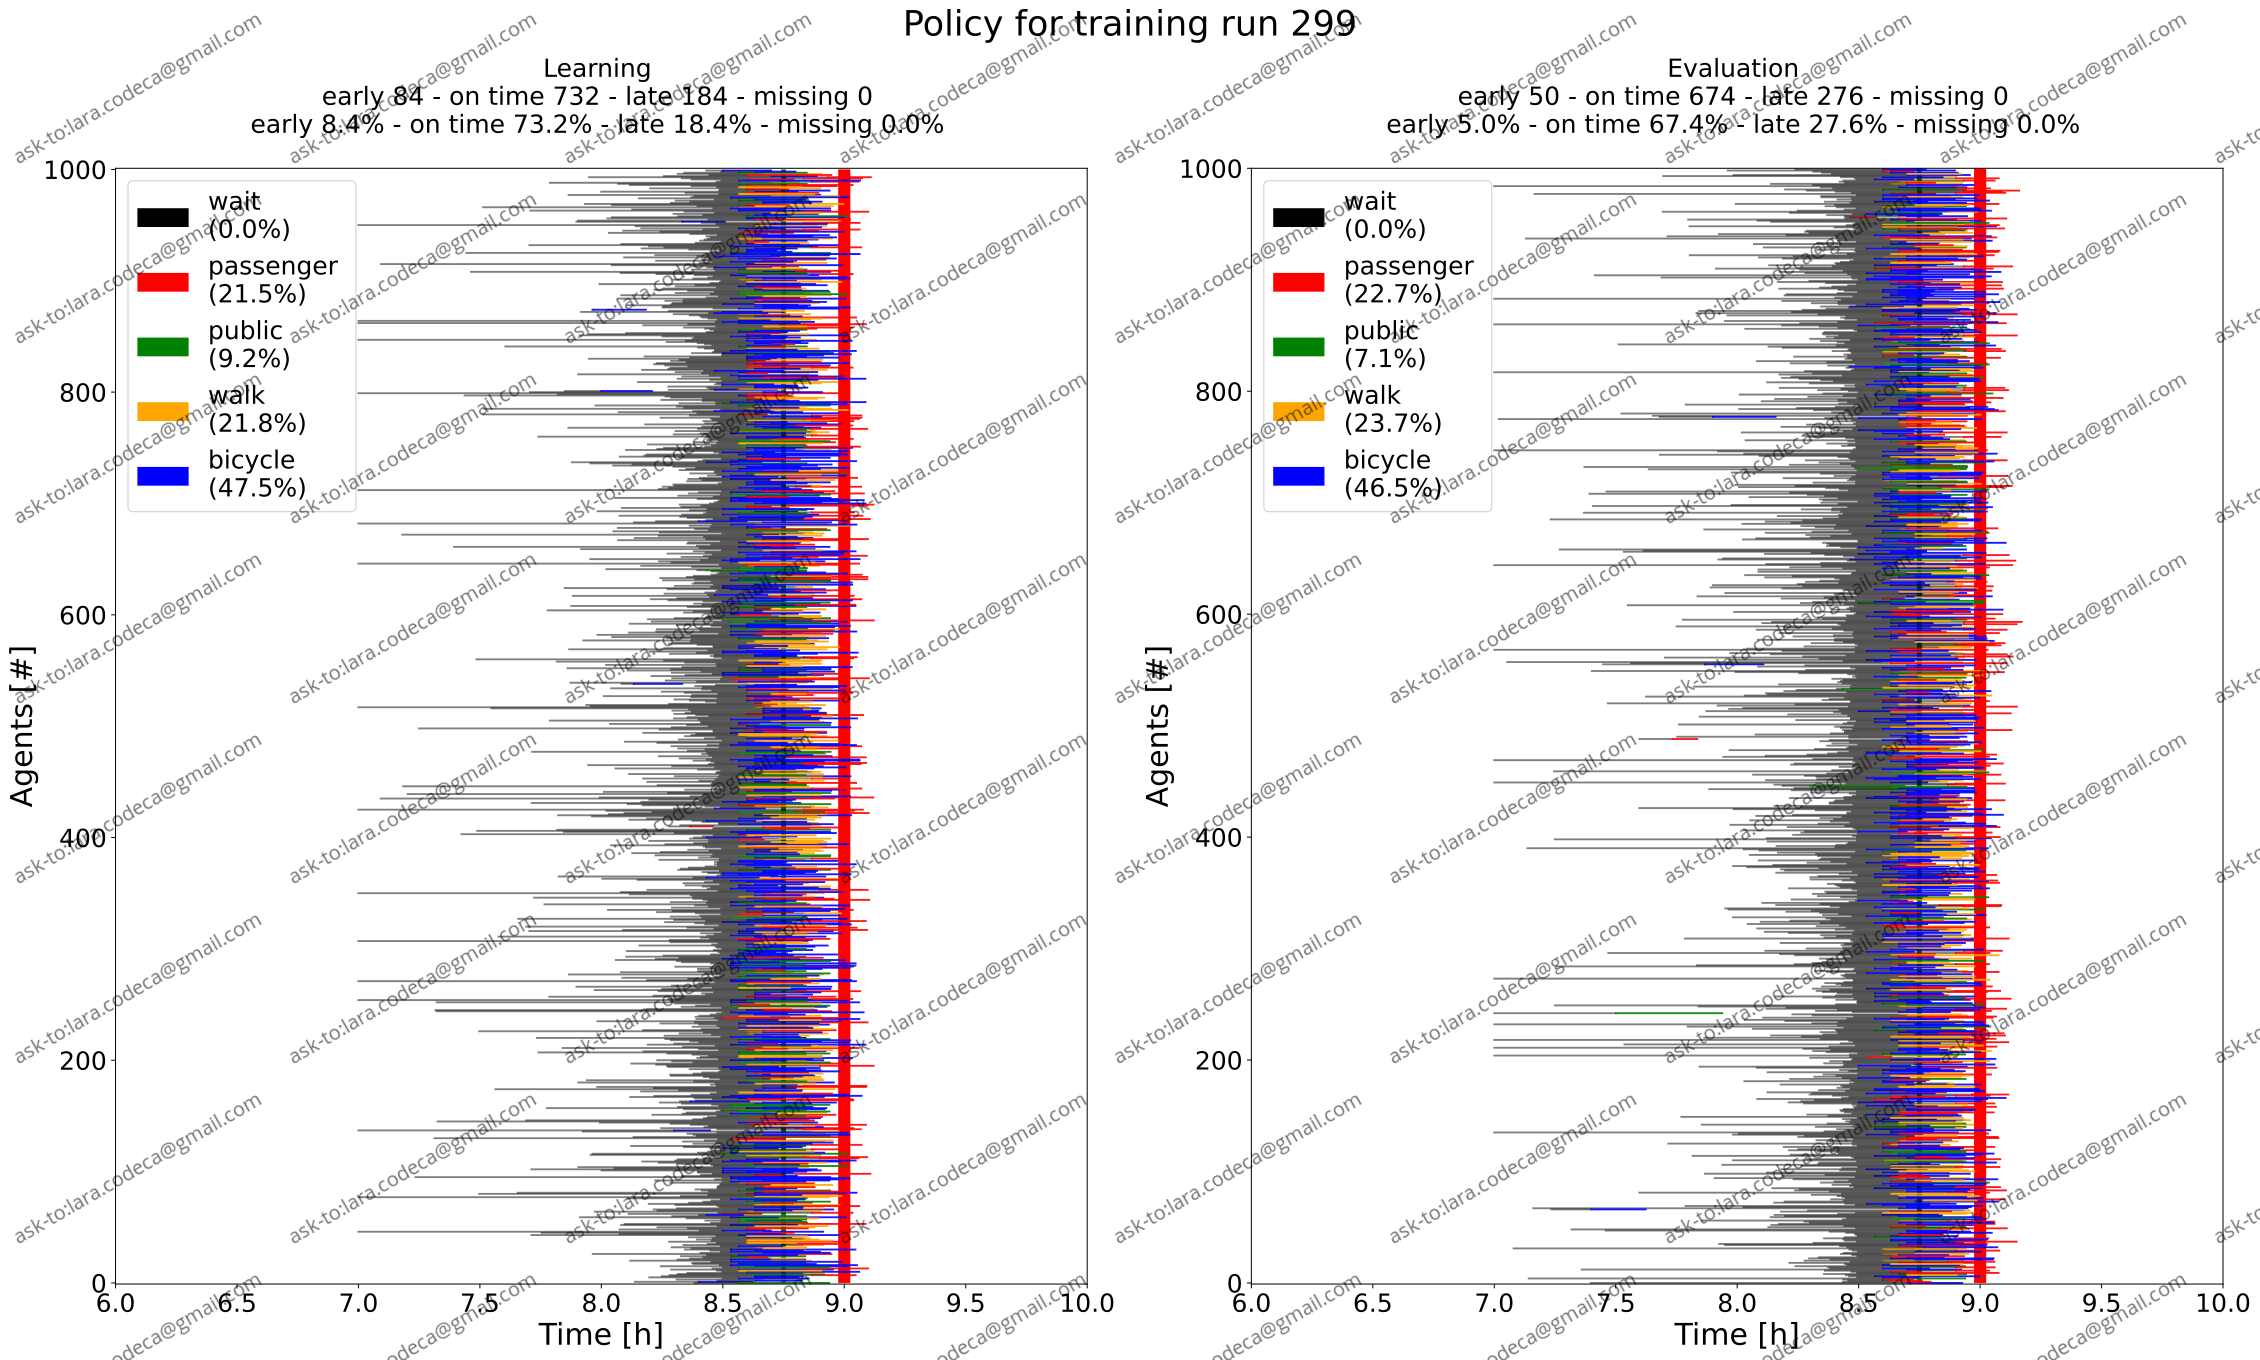 Policy for training run 299
Learning
early 84 - on time 732 - late 184 - missing 0
early 8.4% - on time 73.2% - late 18.4% - missing 0.0%
1000
800
600
400
200
0
Agents [#]
wait
(0.0%)
passenger
(21.5%)
public
(9.2%)
walk
(21.8%)
bicycle
(47.5%)
6.0 6.5 7.0 7.5 8.0 8.5 9.0 9.5 10.0
Time [h]
Evaluation
early 50 - on time 674 - late 276 - missing 0
early 5.0% - on time 67.4% - late 27.6% - missing 0.0%
1000
800
600
400
200
0
Agents [#]
wait
(0.0%)
passenger
(22.7%)
public
(7.1%)
walk
(23.7%)
bicycle
(46.5%)
6.0 6.5 7.0 7.5 8.0 8.5 9.0 9.5 10.0
Time [h]
ask-to:lara.codeca@gmail.com